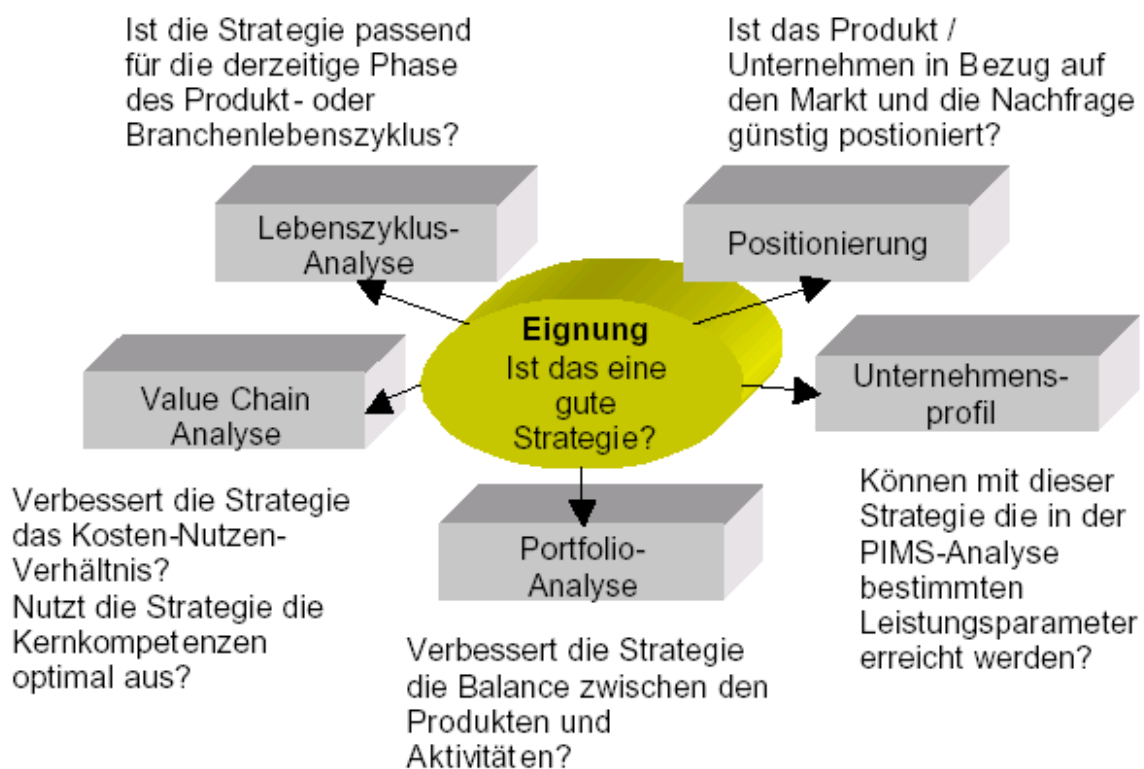 Ist die Strategie passend
für die derzeitige Phase
des Produkt- oder
Branchenlebenszyklus?
Ist das Produkt /
Unternehmen in Bezug auf
den Markt und die Nachfrage
günstig postioniert?
Lebenszyklus-
Analyse
Positionierung
Eignung
Ist das eine
gute
Strategie?
Value Chain
Analyse
Unternehmens-
profil
Verbessert die Strategie
das Kosten-Nutzen-
Verhältnis?
Nutzt die Strategie die
Kernkompetenzen
optimal aus?
Portfolio-
Analyse
Können mit dieser
Strategie die in der
PIMS-Analyse
bestimmten
Leistungsparameter
erreicht werden?
Verbessert die Strategie
die Balance zwischen den
Produkten und
Aktivitäten?